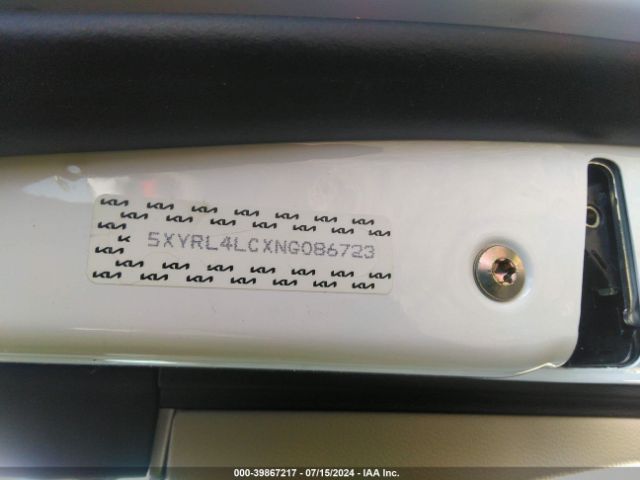 5XYRL4LCXNG086723
000-39867217 - 07/15/2024 - IAA Inc.